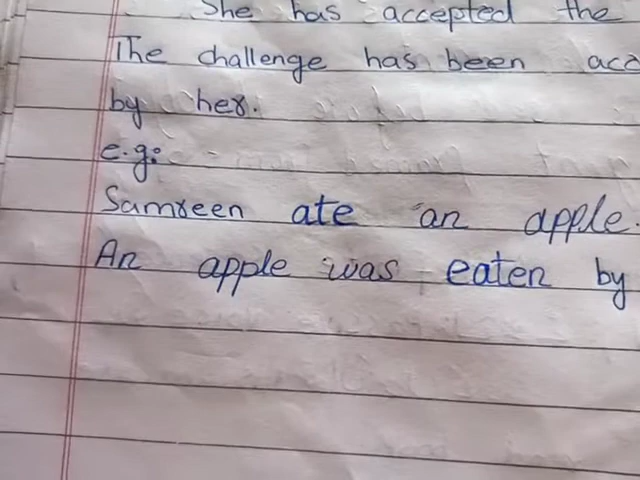 She has accepted the
The challenge has been acc
by her.
e.g:
Samreen ate an apple.
An apple was eaten by